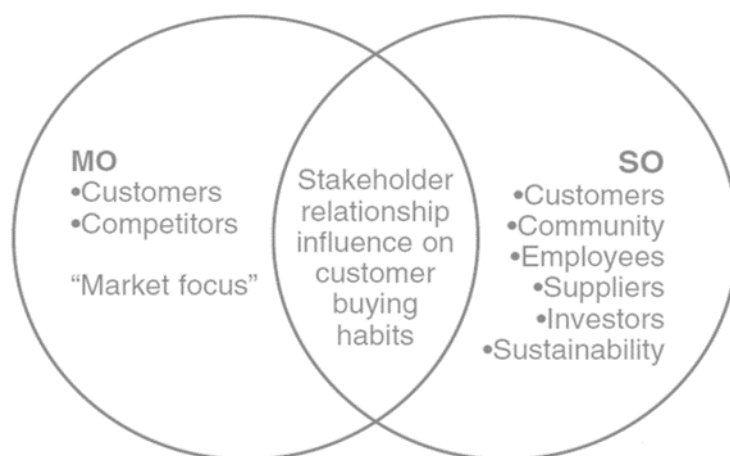 MO
•Customers
•Competitors
“Market focus”
Stakeholder
relationship
influence on
customer
buying
habits
SO
•Customers
•Community
•Employees
•Suppliers
•Investors
•Sustainability